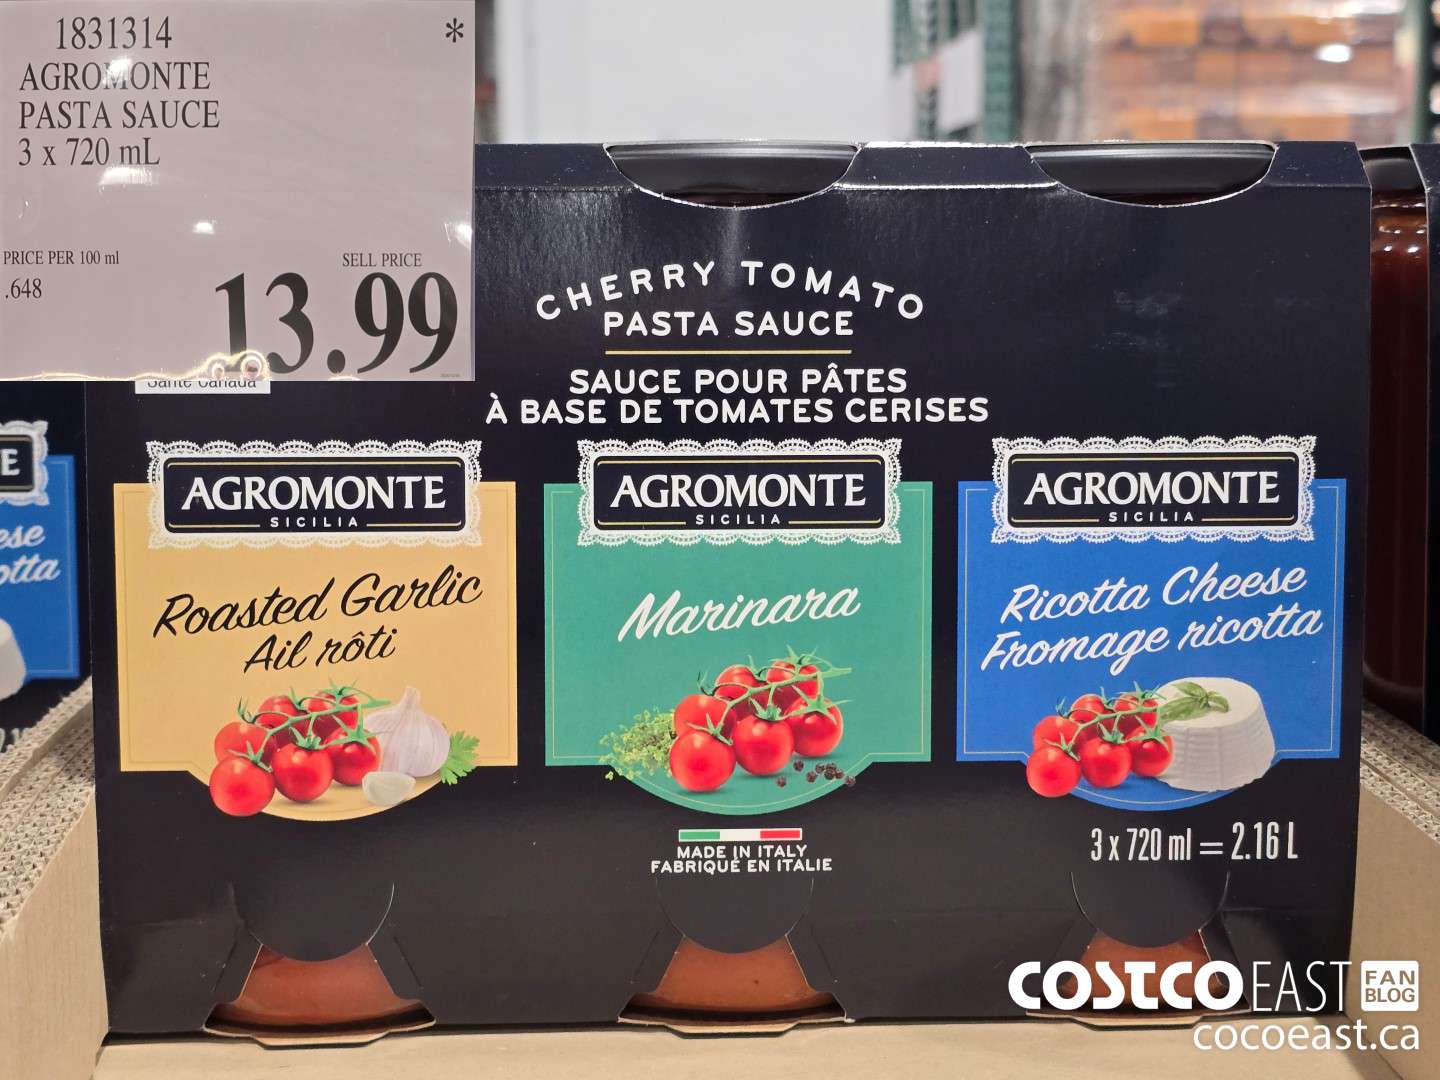 1831314 *
AGROMONTE
PASTA SAUCE
3 x 720 mL
PRICE PER 100 ml
.648
SELL PRICE
13.99
Santé Canada
CHERRY TOMATO
PASTA SAUCE
SAUCE POUR PÂTES
À BASE DE TOMATES CERISES
AGROMONTE
SICILIA
Roasted Garlic
Ail rôti
AGROMONTE
SICILIA
Marinara
AGROMONTE
SICILIA
Ricotta Cheese
Fromage ricotta
MADE IN ITALY
FABRIQUÉ EN ITALIE
3 x 720 ml = 2.16 L
COSTCO EAST FAN
BLOG
cocoeast.ca